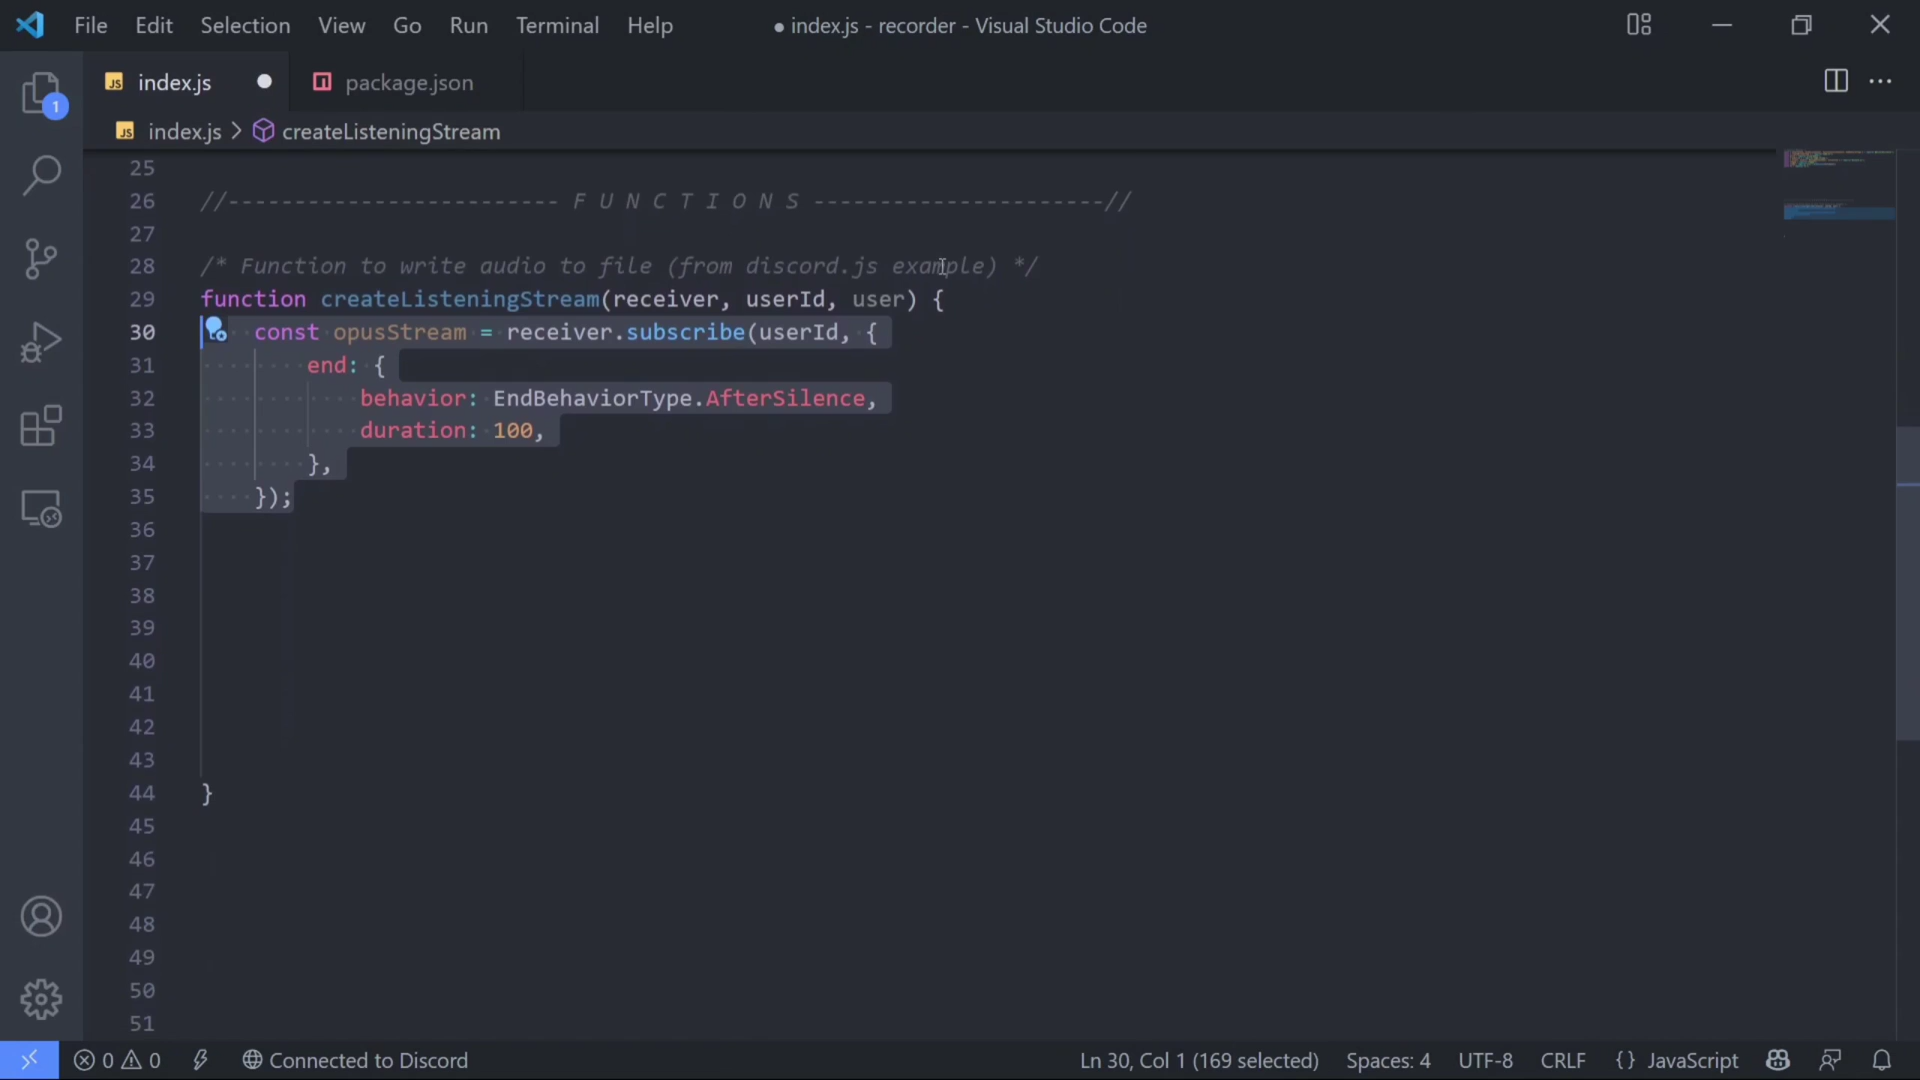 File Edit Selection View Go Run Terminal Help ● index.js - recorder - Visual Studio Code
JS index.js package.json
1
JS index.js > createListeningStream
25
26 //------------------------- F U N C T I O N S ----------------------//
27
28 /* Function to write audio to file (from discord.js example) */
29 function createListeningStream(receiver, userId, user) {
30 const opusStream = receiver.subscribe(userId, {
31 end: {
32 behavior: EndBehaviorType.AfterSilence,
33 duration: 100,
34 },
35 });
36
37
38
39
40
41
42
43
44 }
45
46
47
48
49
50
51
0 0 Connected to Discord Ln 30, Col 1 (169 selected) Spaces: 4 UTF-8 CRLF {} JavaScript